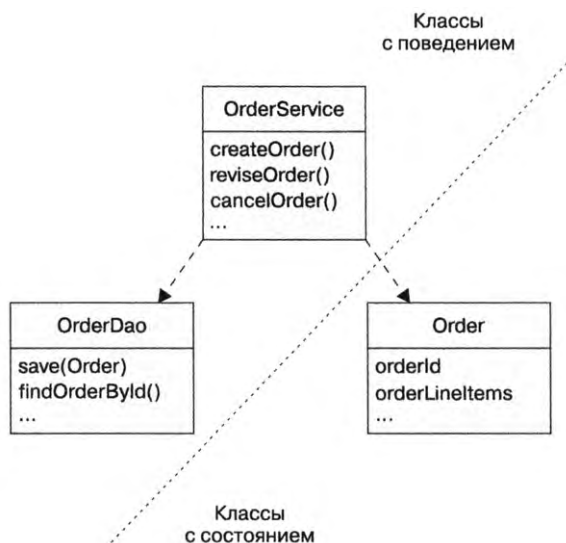 Классы
с поведением
OrderService
createOrder()
reviseOrder()
cancelOrder()
...
OrderDao
save(Order)
findOrderById()
...
Order
orderId
orderLineItems
...
Классы
с состоянием